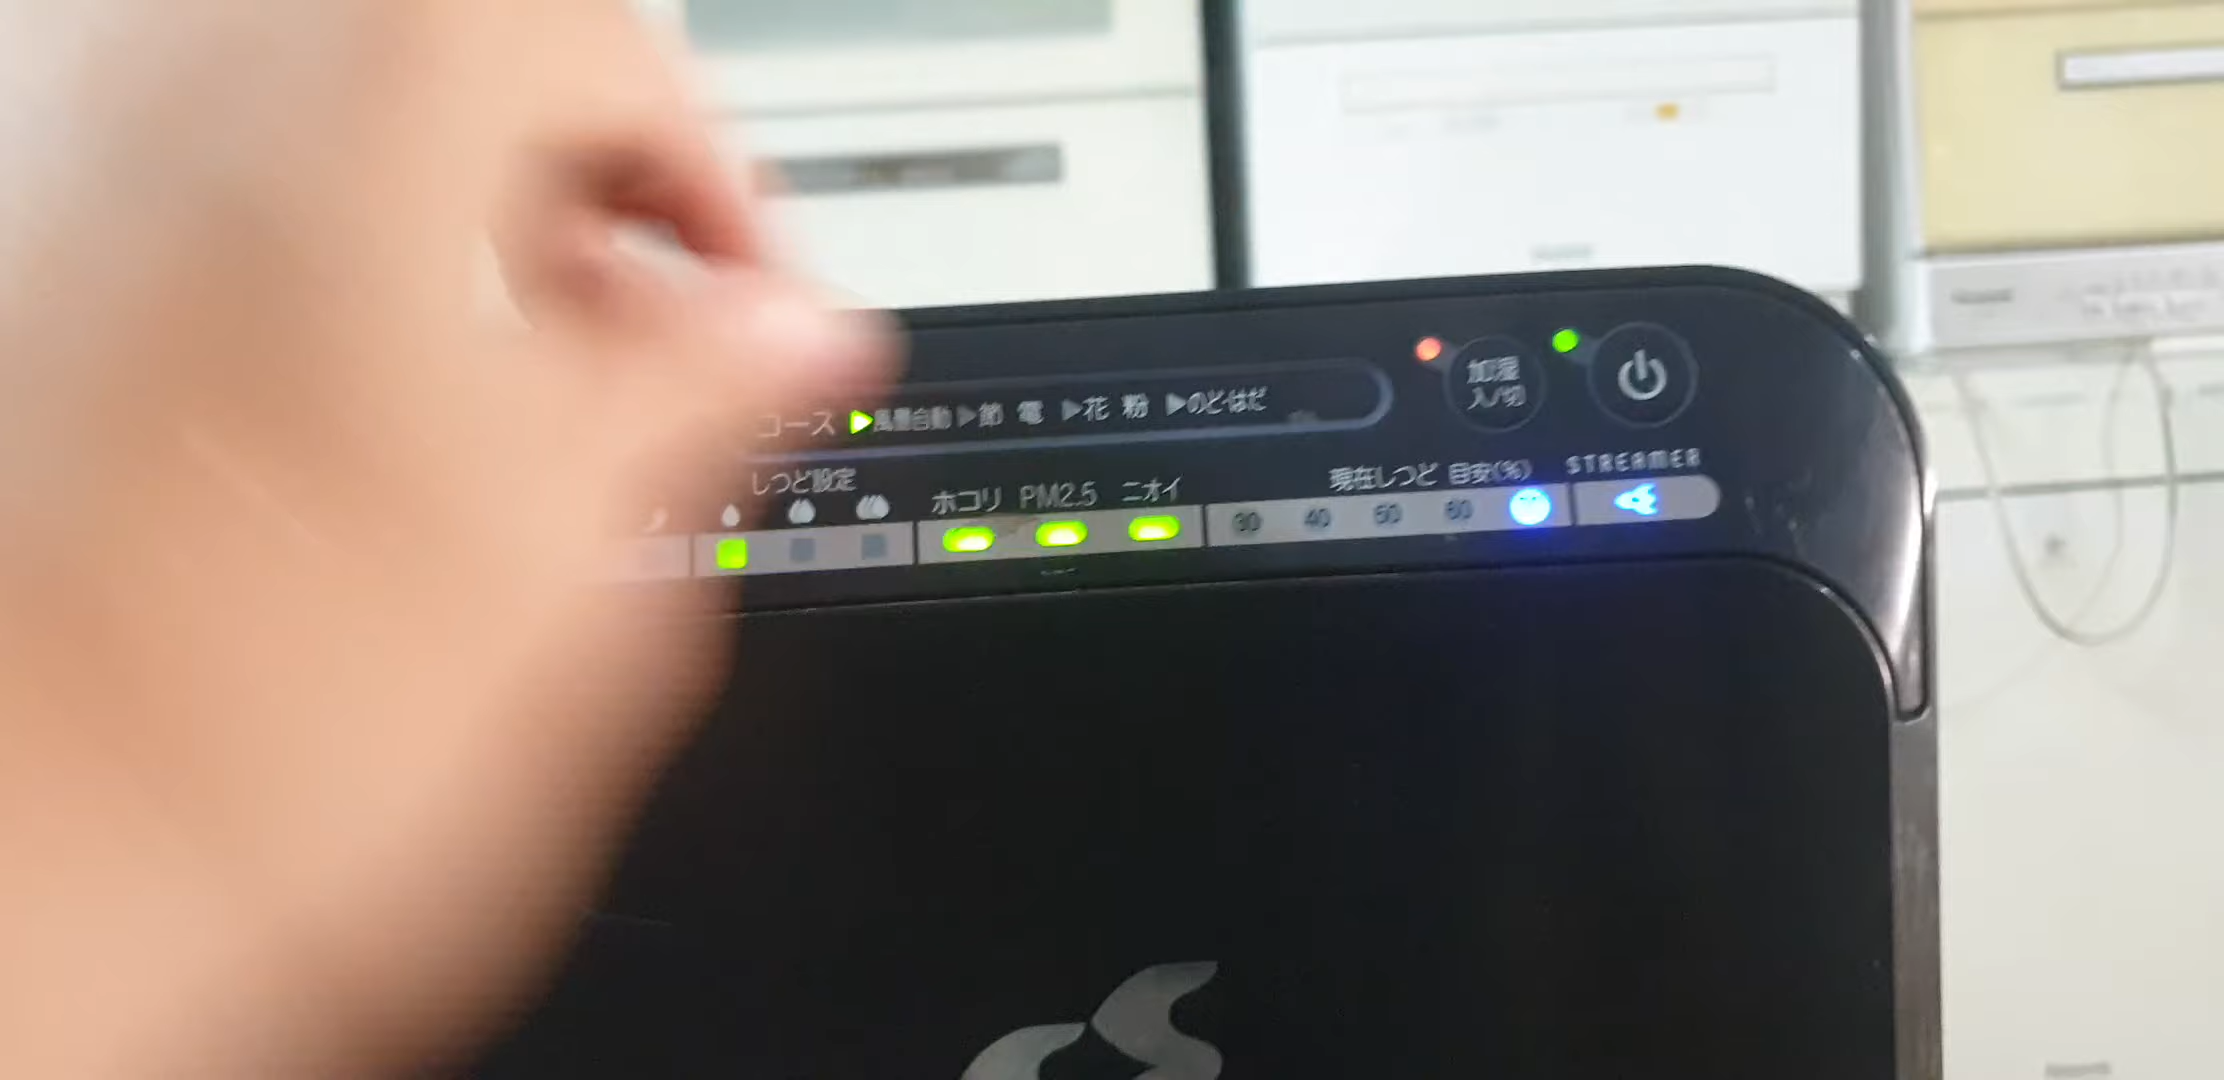 コース ▶風量自動 ▶節 電 ▶花 粉 ▶のど・はだ
加湿
入/切
しつど設定
ホコリ PM2.5 ニオイ
現在しつど 目安(%)
STREAMER
30 40 50 60